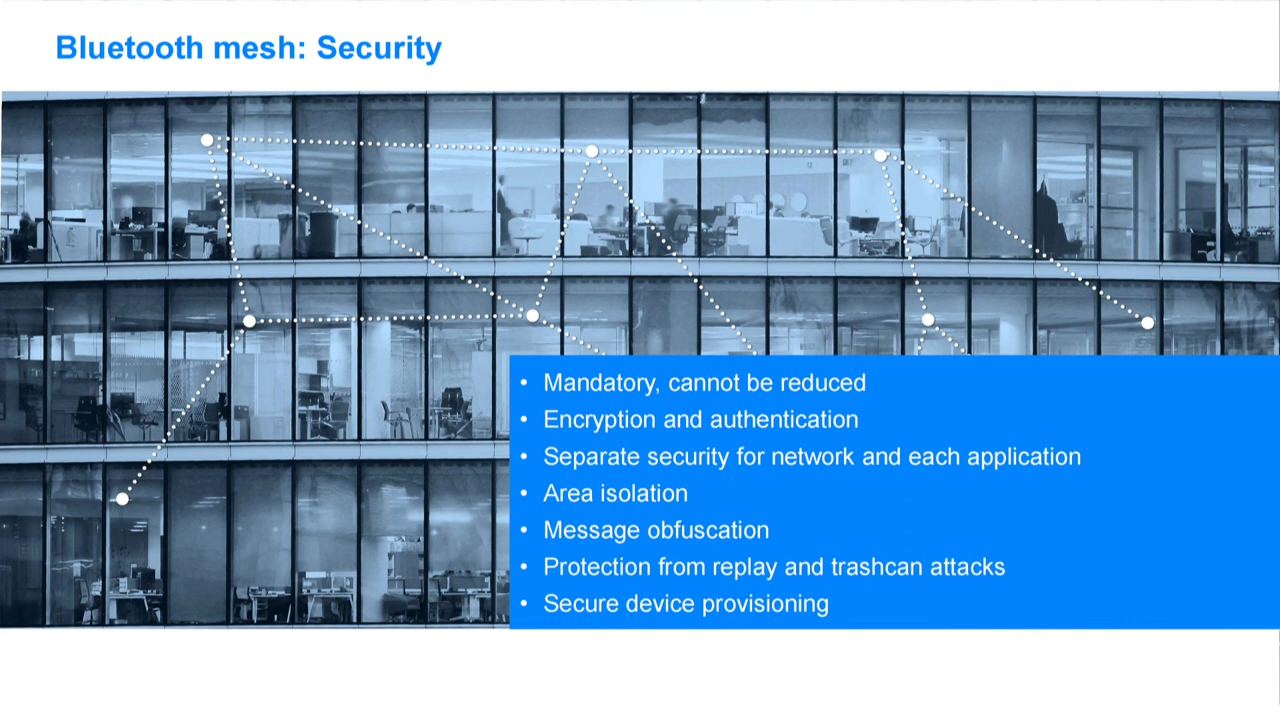 Bluetooth mesh: Security
• Mandatory, cannot be reduced
• Encryption and authentication
• Separate security for network and each application
• Area isolation
• Message obfuscation
• Protection from replay and trashcan attacks
• Secure device provisioning